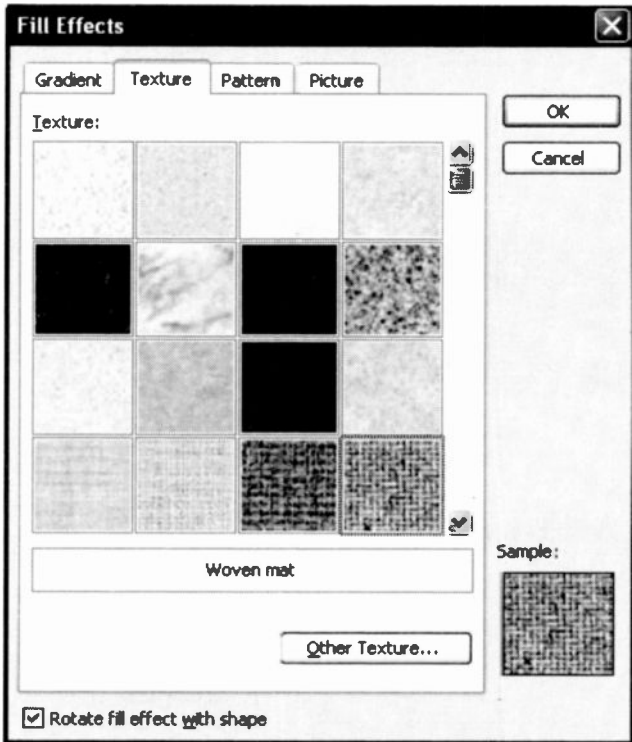 Fill Effects
Gradient
Texture
Pattern
Picture
Texture:
OK
Cancel
Woven mat
Sample:
Other Texture...
Rotate fill effect with shape